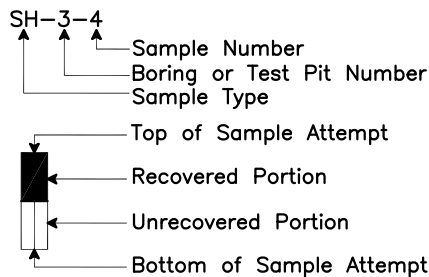 SH-3-4
Sample Number
Boring or Test Pit Number
Sample Type
Top of Sample Attempt
Recovered Portion
Unrecovered Portion
Bottom of Sample Attempt